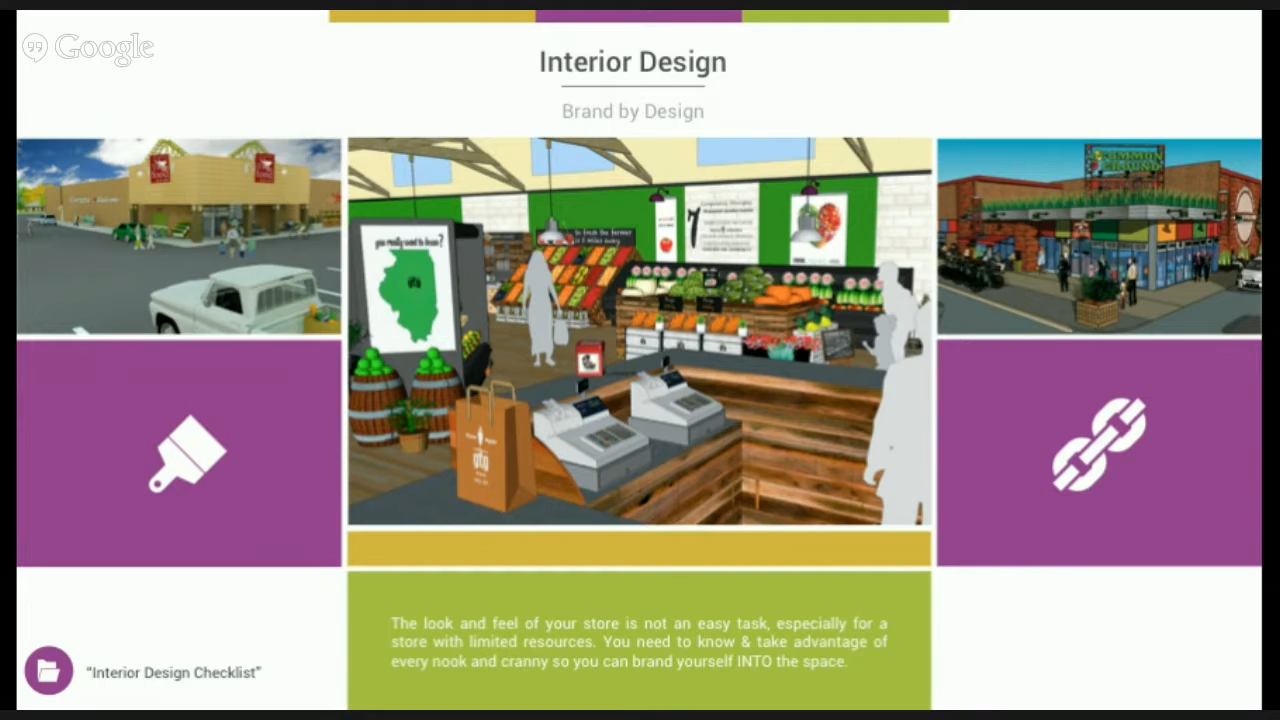 Google
Interior Design
Brand by Design
COMMON
GROUND
you really want to know?
The look and feel of your store is not an easy task, especially for a
store with limited resources. You need to know & take advantage of
every nook and cranny so you can brand yourself INTO the space.
"Interior Design Checklist"